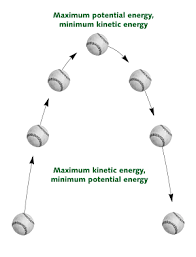 Maximum potential energy,
minimum kinetic energy
Maximum kinetic energy,
minimum potential energy